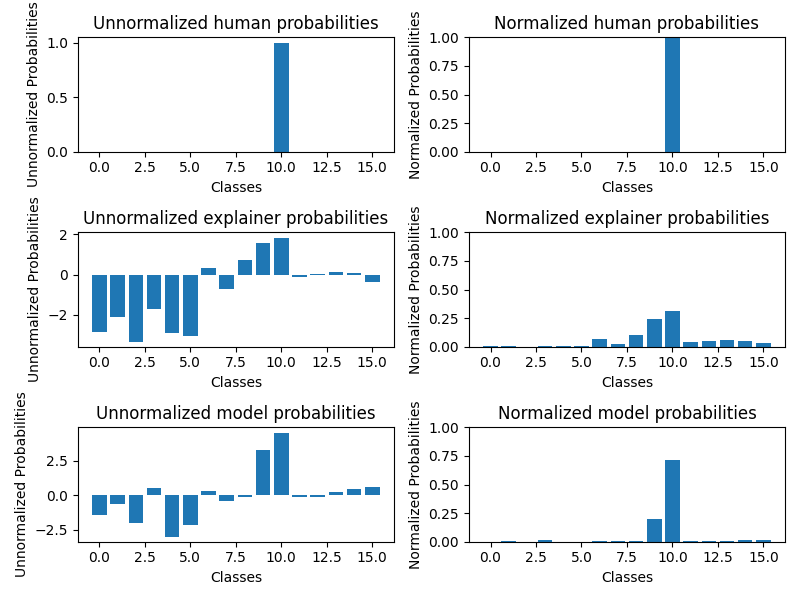 Unnormalized human probabilities
Unnormalized Probabilities
1.0
0.5
0.0
0.0 2.5 5.0 7.5 10.0 12.5 15.0
Classes
Normalized human probabilities
Normalized Probabilities
1.00
0.75
0.50
0.25
0.00
0.0 2.5 5.0 7.5 10.0 12.5 15.0
Classes
Unnormalized explainer probabilities
Unnormalized Probabilities
2
0
−2
0.0 2.5 5.0 7.5 10.0 12.5 15.0
Classes
Normalized explainer probabilities
Normalized Probabilities
1.00
0.75
0.50
0.25
0.00
0.0 2.5 5.0 7.5 10.0 12.5 15.0
Classes
Unnormalized model probabilities
Unnormalized Probabilities
2.5
0.0
−2.5
0.0 2.5 5.0 7.5 10.0 12.5 15.0
Classes
Normalized model probabilities
Normalized Probabilities
1.00
0.75
0.50
0.25
0.00
0.0 2.5 5.0 7.5 10.0 12.5 15.0
Classes